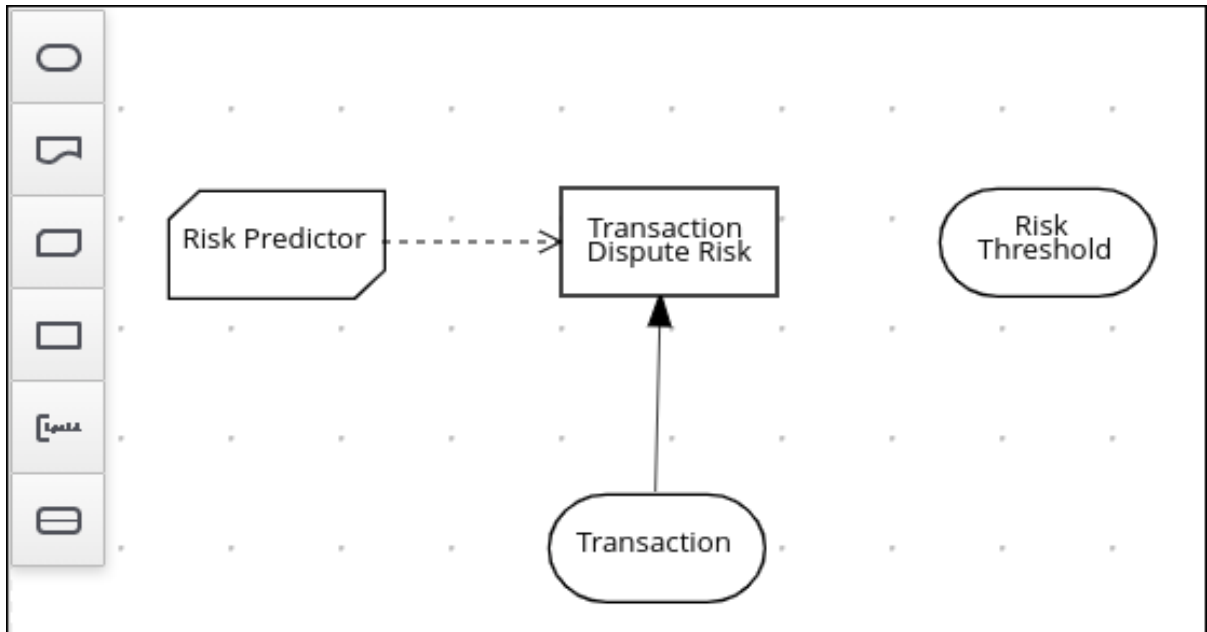 Risk Predictor
Transaction
Dispute Risk
Risk
Threshold
Transaction